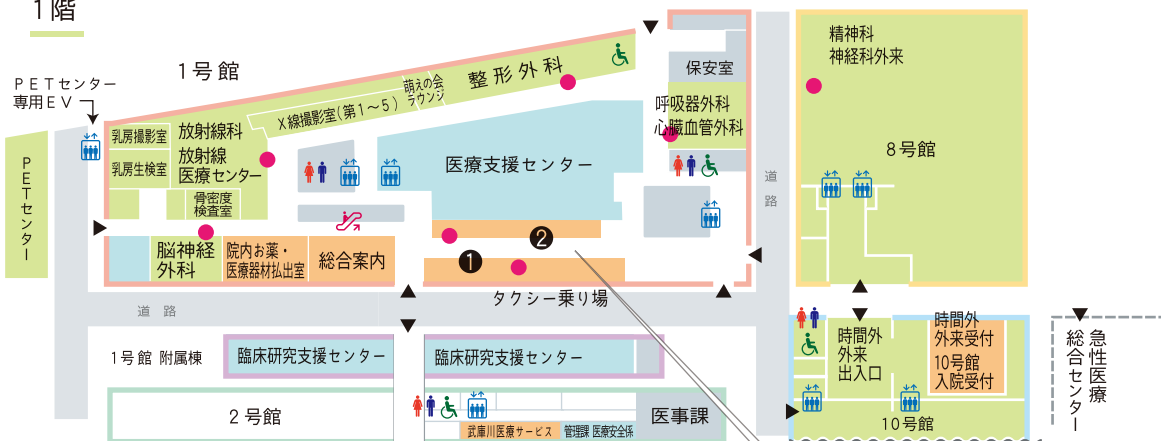 1階
1号館
PETセンター
専用EV
PETセンター
乳房撮影室
乳房生検室
放射線科
放射線
医療センター
骨密度
検査室
X線撮影室(第1～5)
萌えの会
ラウンジ
整形外科
保安室
呼吸器外科
心臓血管外科
医療支援センター
脳神経
外科
院内お薬・
医療器材払出室
総合案内
1
2
タクシー乗り場
道路
道路
精神科
神経科外来
8号館
1号館 附属棟
臨床研究支援センター
臨床研究支援センター
2号館
武庫川医療サービス
管理課 医療安全係
医事課
時間外
外来
出入口
時間外
外来受付
10号館
入院受付
10号館
急性医療
総合センター